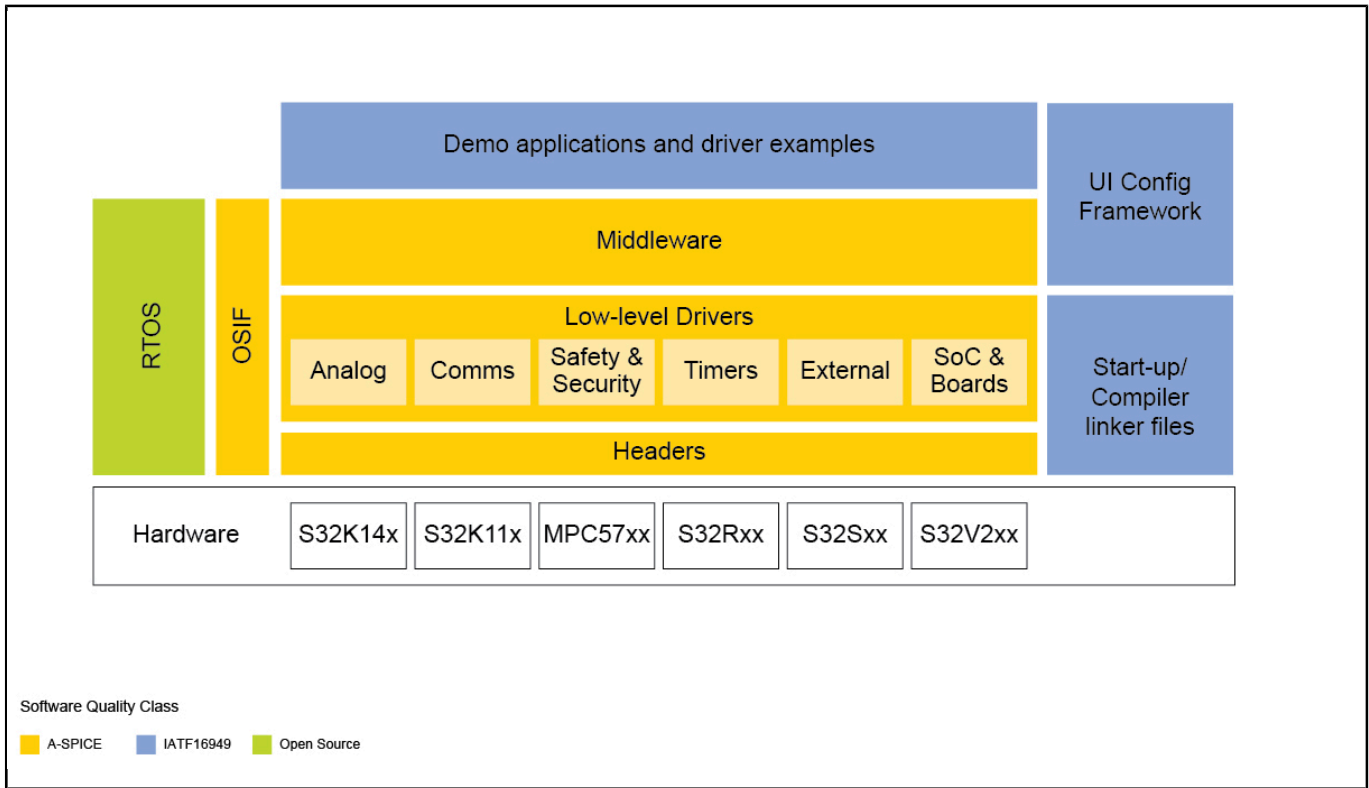 Demo applications and driver examples
UI Config
Framework
Middleware
RTOS
OSIF
Low-level Drivers
Analog
Comms
Safety &
Security
Timers
External
SoC &
Boards
Start-up/
Compiler
linker files
Headers
Hardware
S32K14x
S32K11x
MPC57xx
S32Rxx
S32Sxx
S32V2xx
Software Quality Class
A-SPICE
IATF16949
Open Source